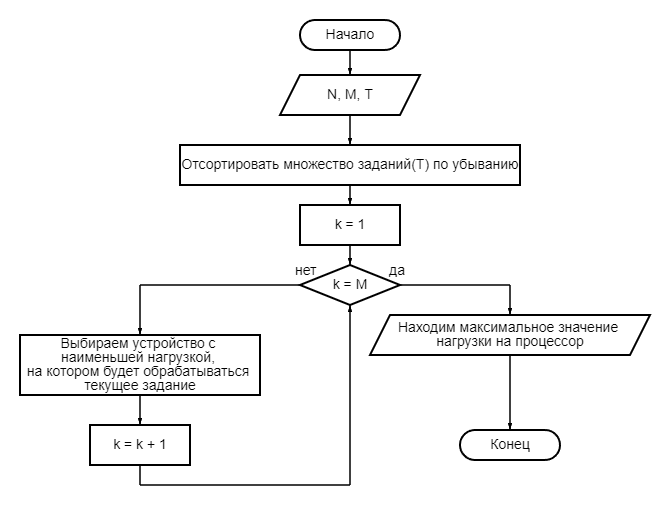 Начало
N, M, T
Отсортировать множество заданий(Т) по убыванию
k = 1
нет
да
k = M
Выбираем устройство с
наименьшей нагрузкой,
на котором будет обрабатываться
текущее задание
Находим максимальное значение
нагрузки на процессор
k = k + 1
Конец